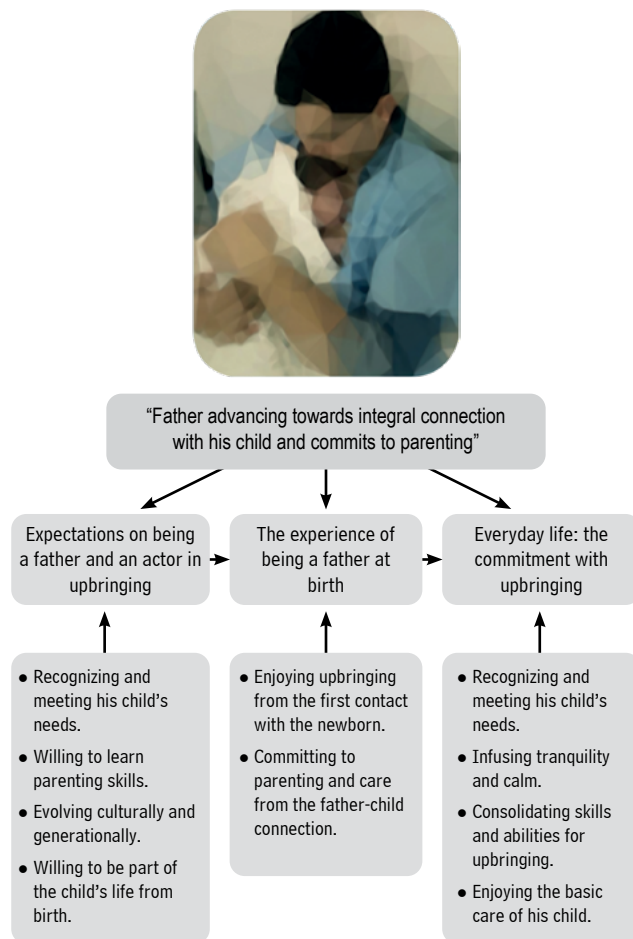 “Father advancing towards integral connection
with his child and commits to parenting”
Expectations on being
a father and an actor in
upbringing
The experience of
being a father at
birth
Everyday life: the
commitment with
upbringing
● Recognizing and
meeting his child’s
needs.
● Willing to learn
parenting skills.
● Evolving culturally and
generationally.
● Willing to be part of
the child’s life from
birth.
● Enjoying upbringing
from the first contact
with the newborn.
● Committing to
parenting and care
from the father-child
connection.
● Recognizing and
meeting his child’s
needs.
● Infusing tranquility
and calm.
● Consolidating skills
and abilities for
upbringing.
● Enjoying the basic
care of his child.